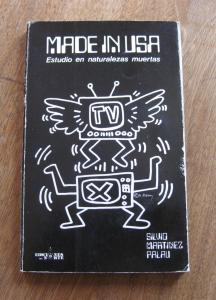 MADE IN USA
Estudio en naturalezas muertas
TV
X
SILVIO
MARTINEZ
PALAU